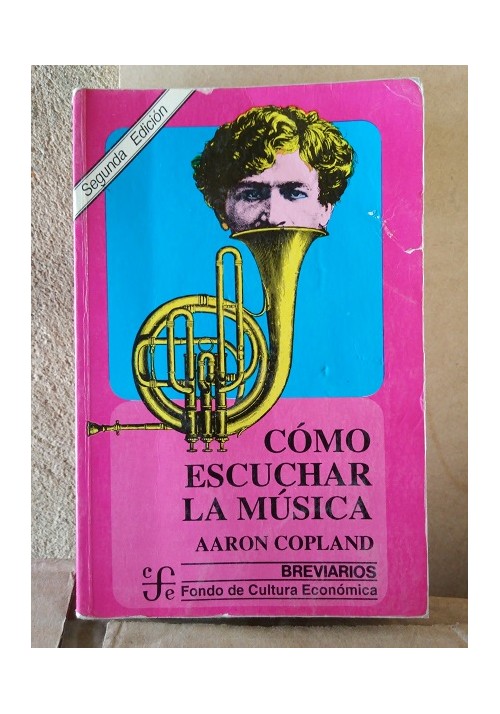 Segunda Edición
CÓMO
ESCUCHAR
LA MÚSICA
AARON COPLAND
BREVIARIOS
cfe
Fondo de Cultura Económica